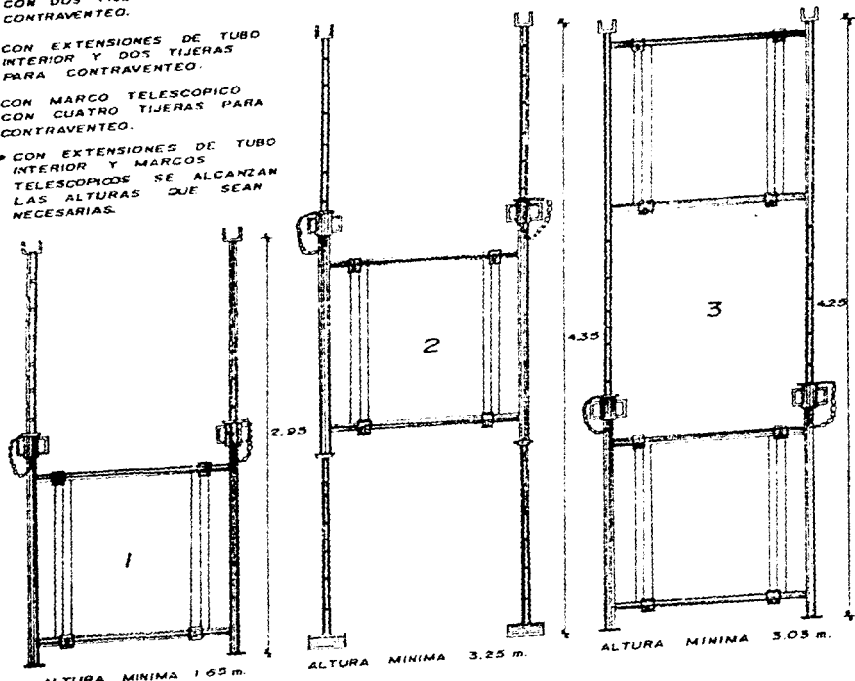 CON DOS
CONTRAVENTEO.
CON EXTENSIONES DE TUBO
INTERIOR Y DOS TIJERAS
PARA CONTRAVENTEO.
CON MARCO TELESCOPICO
CON CUATRO TIJERAS PARA
CONTRAVENTEO.
CON EXTENSIONES DE TUBO
INTERIOR Y MARCOS
TELESCOPICOS SE ALCANZAN
LAS ALTURAS QUE SEAN
NECESARIAS.
1
2.95
ALTURA MINIMA 1.65 m.
2
4.35
ALTURA MINIMA 3.25 m.
3
4.25
ALTURA MINIMA 3.05 m.